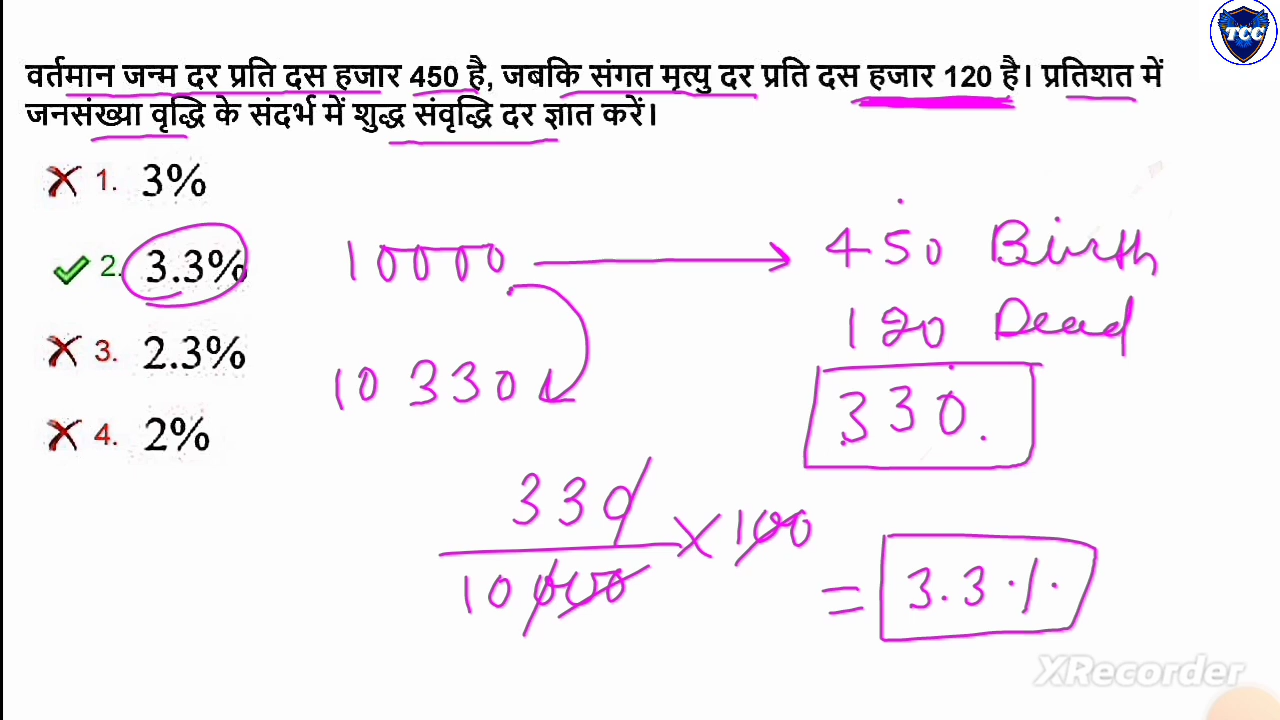 TCC
वर्तमान जन्म दर प्रति दस हजार 450 है, जबकि संगत मृत्यु दर प्रति दस हजार 120 है। प्रतिशत में
जनसंख्या वृद्धि के संदर्भ में शुद्ध संवृद्धि दर ज्ञात करें।
1. 3%
2. 3.3%
3. 2.3%
4. 2%
10000 → 450 Birth
120 Dead
10330
330.
330
× 100
10000
= 3.3%
XRecorder